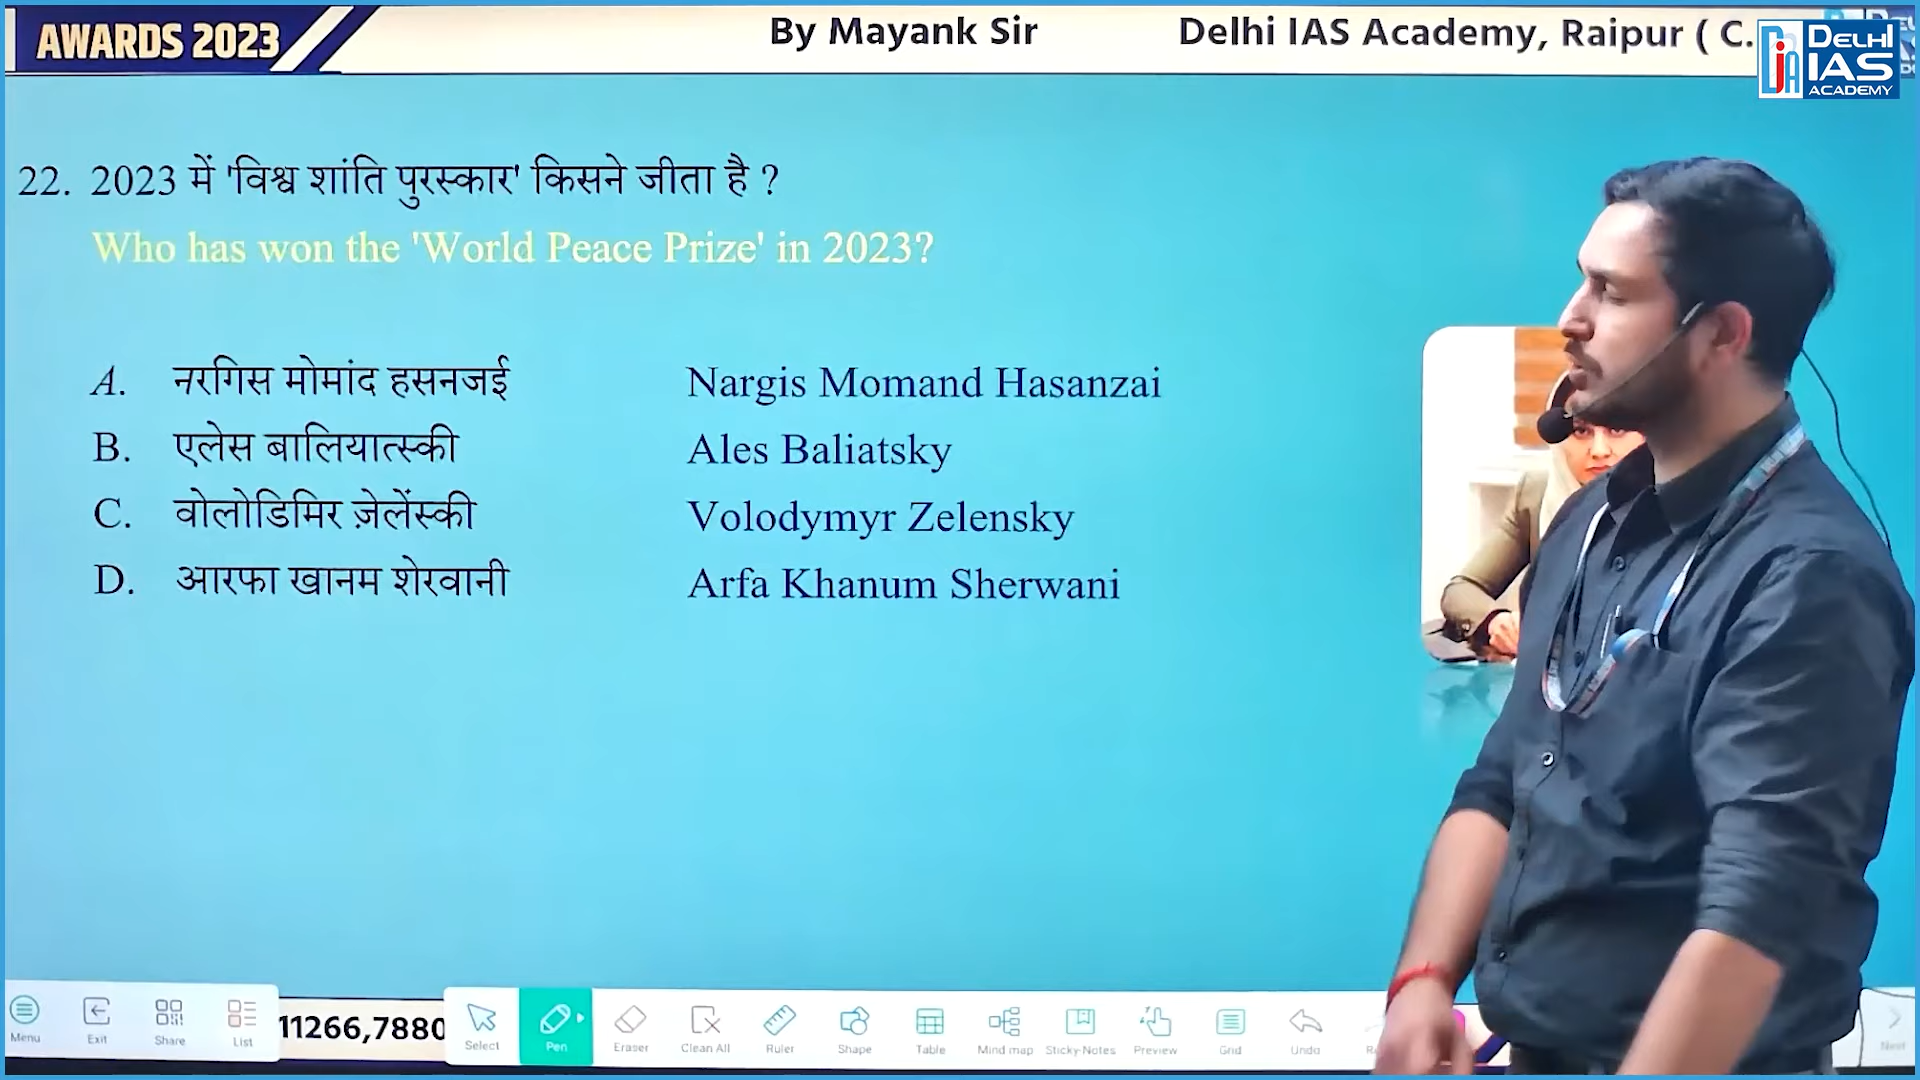 AWARDS 2023
By Mayank Sir
Delhi IAS Academy, Raipur ( C.
DELHI
IAS
ACADEMY
22. 2023 में 'विश्व शांति पुरस्कार' किसने जीता है ?
Who has won the 'World Peace Prize' in 2023?
A. नरगिस मोमांद हसनजई Nargis Momand Hasanzai
B. एलेस बालियात्स्की Ales Baliatsky
C. वोलोडिमिर ज़ेलेंस्की Volodymyr Zelensky
D. आरफा खानम शेरवानी Arfa Khanum Sherwani
11266,7880
Menu Exit Share List Select Pen Eraser Clean All Ruler Shape Table Mind map Sticky-Notes Preview Grid Undo Next